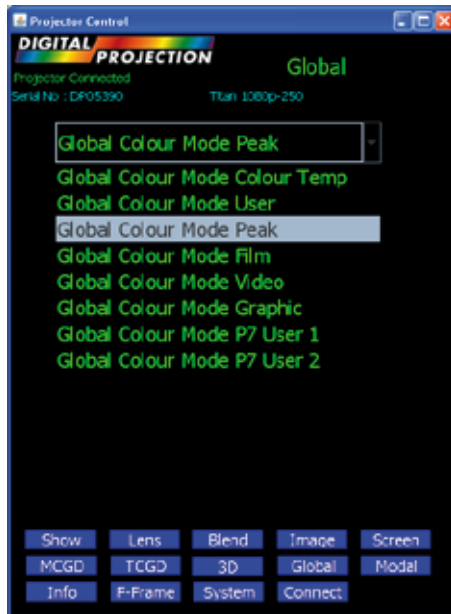 Projector Control
DIGITAL
PROJECTION
Global
Projector Connected
Serial No : DP05390 Titan 1080p-250
Global Colour Mode Peak
Global Colour Mode Colour Temp
Global Colour Mode User
Global Colour Mode Peak
Global Colour Mode Film
Global Colour Mode Video
Global Colour Mode Graphic
Global Colour Mode P7 User 1
Global Colour Mode P7 User 2
Show Lens Blend Image Screen
MCGD TCGD 3D Global Modal
Info F-Frame System Connect